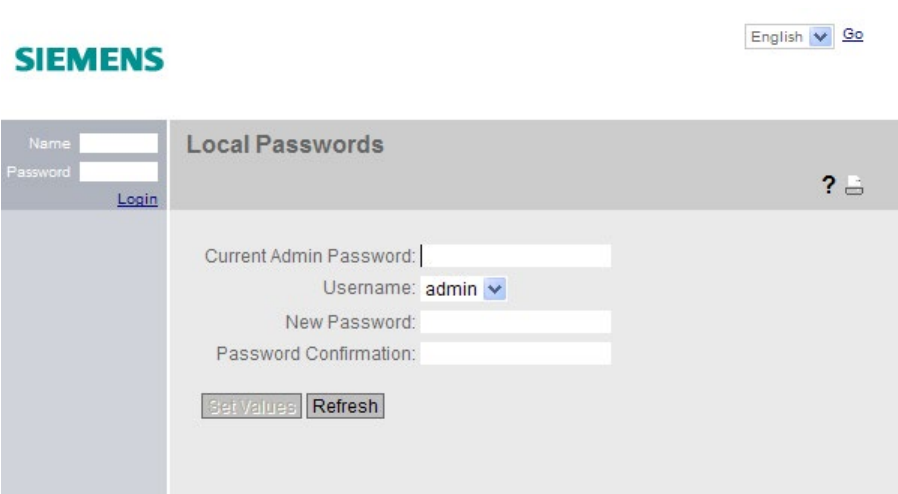 English Go
SIEMENS
Name
Local Passwords
Password
?
Login
Current Admin Password:
Username: admin
New Password:
Password Confirmation:
Set Values Refresh